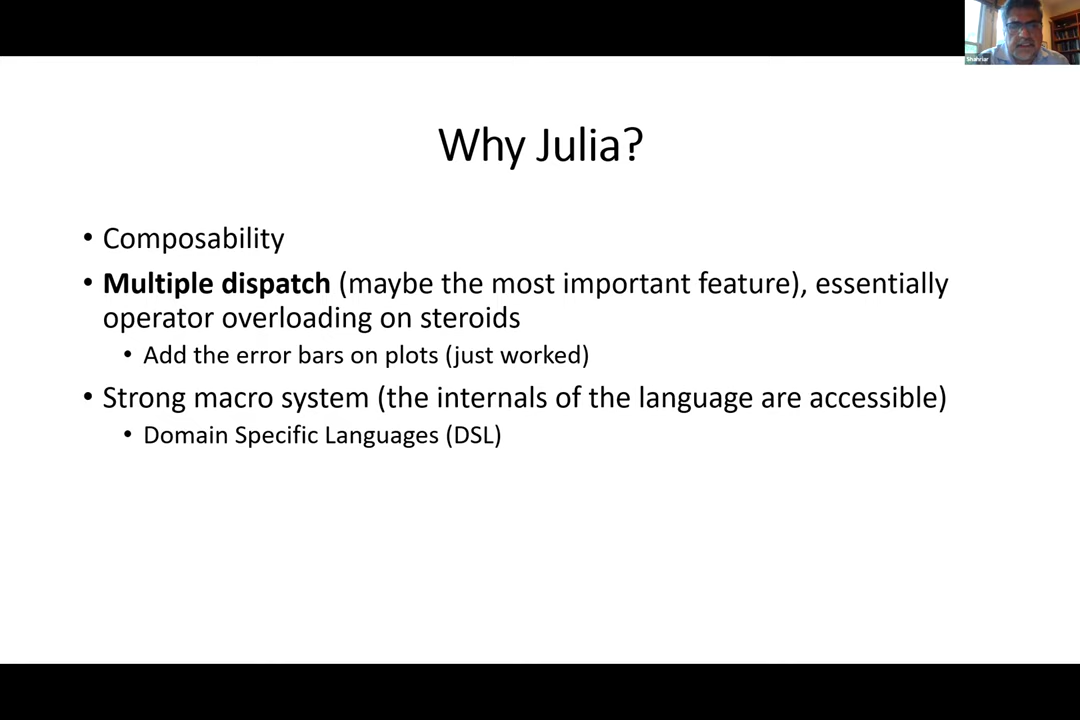 Shahriar
Why Julia?
• Composability
• Multiple dispatch (maybe the most important feature), essentially
operator overloading on steroids
• Add the error bars on plots (just worked)
• Strong macro system (the internals of the language are accessible)
• Domain Specific Languages (DSL)